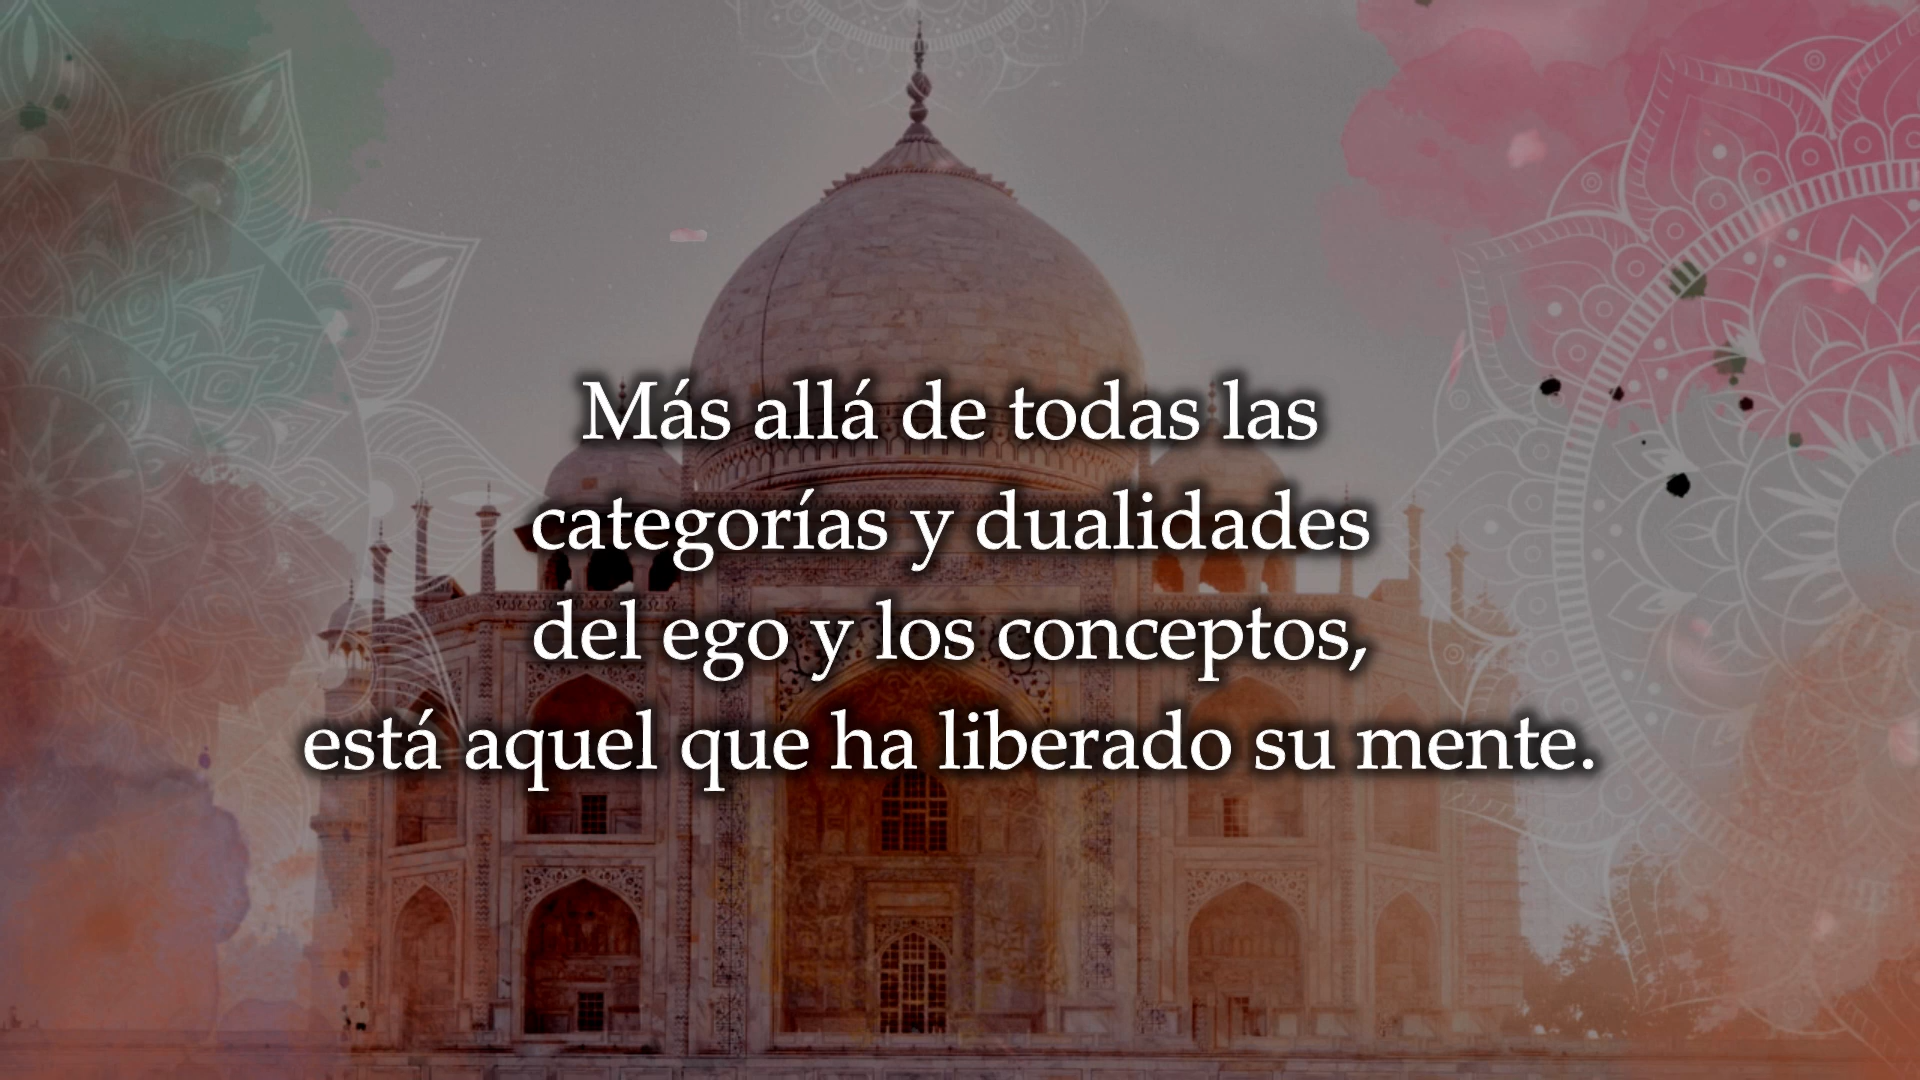 Más allá de todas las
categorías y dualidades
del ego y los conceptos,
está aquel que ha liberado su mente.